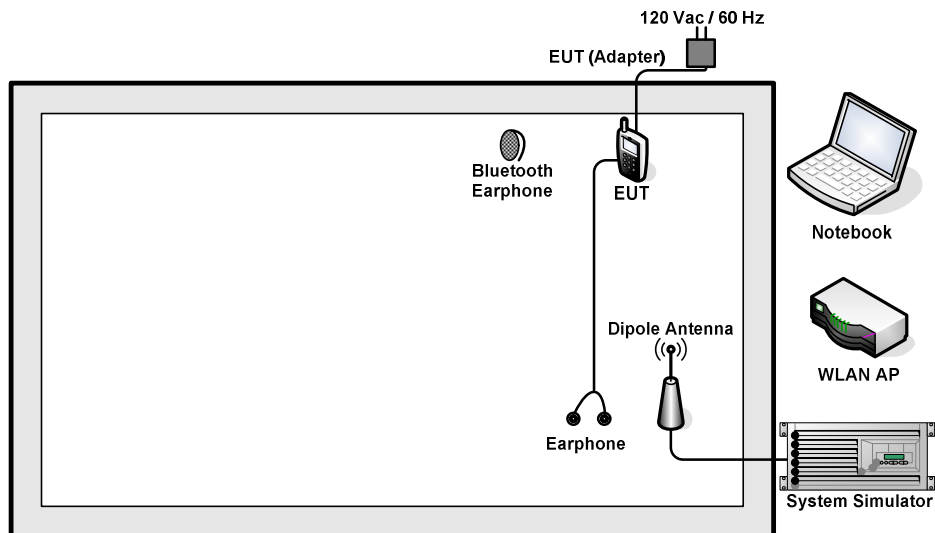 120 Vac / 60 Hz
EUT (Adapter)
Bluetooth
Earphone
EUT
Notebook
Dipole Antenna
WLAN AP
Earphone
System Simulator